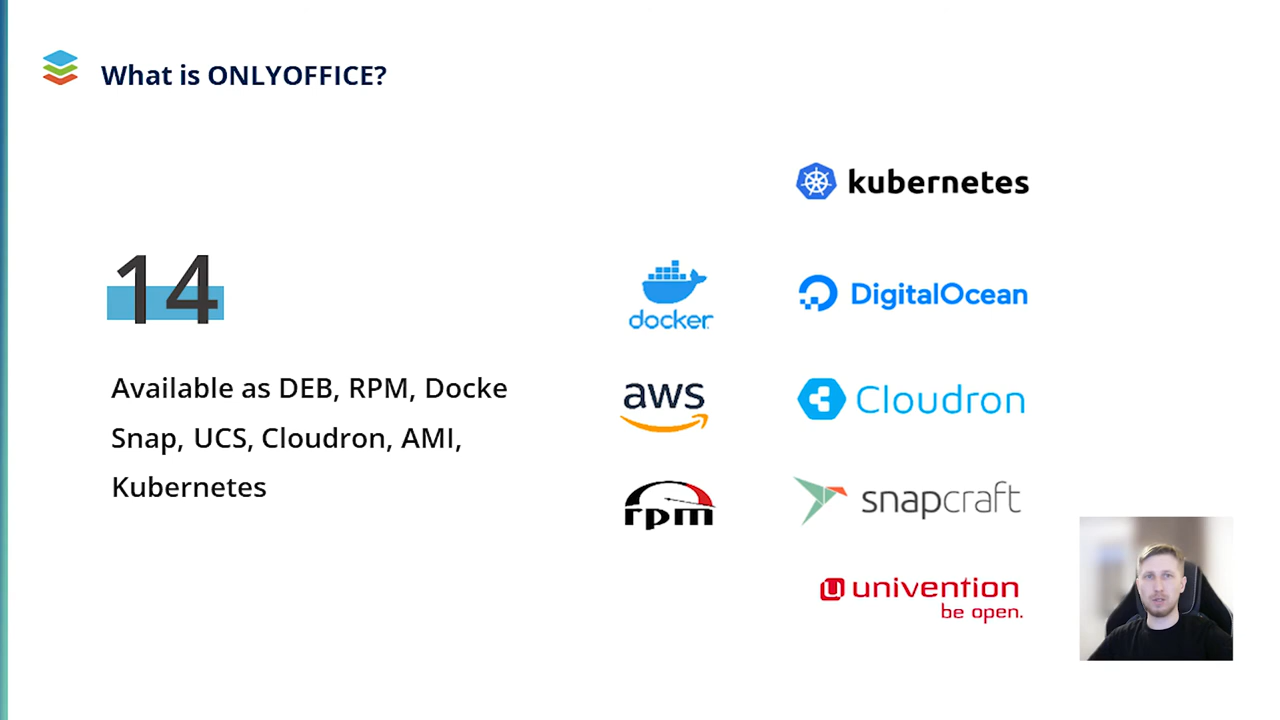 What is ONLYOFFICE?
14
Available as DEB, RPM, Docke
Snap, UCS, Cloudron, AMI,
Kubernetes
kubernetes
docker
DigitalOcean
aws
Cloudron
rpm
snapcraft
univention
be open.